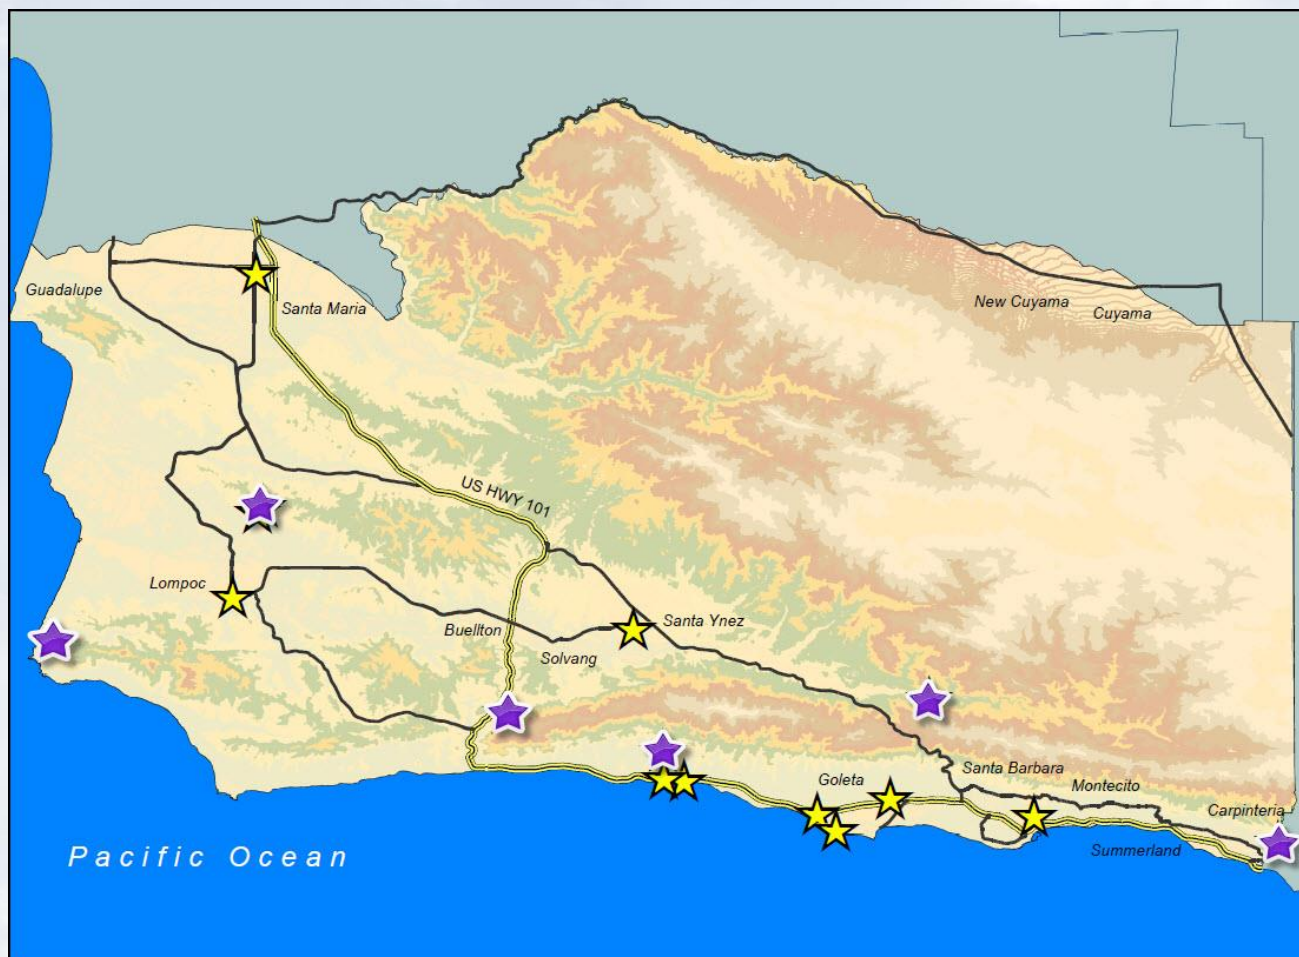 Guadalupe
Santa Maria
New Cuyama
Cuyama
US HWY 101
Lompoc
Buellton
Solvang
Santa Ynez
Goleta
Santa Barbara
Montecito
Carpinteria
Summerland
Pacific Ocean